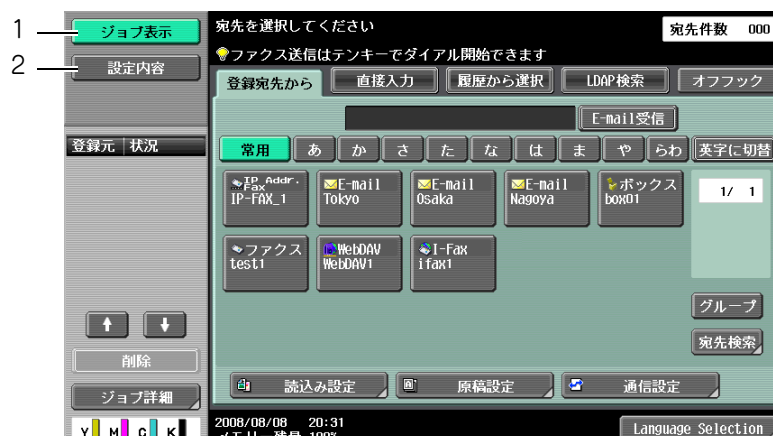 1
ジョブ表示
2
設定内容
登録元 状況
削除
ジョブ詳細
Y M C K
宛先を選択してください
宛先件数 000
ファクス送信はテンキーでダイアル開始できます
登録宛先から 直接入力 履歴から選択 LDAP検索 オフフック
E-mail受信
常用 あ か さ た な は ま や らわ 英字に切替
IP Addr. Fax
IP-FAX_1
E-mail
Tokyo
E-mail
Osaka
E-mail
Nagoya
ボックス
box01
1/ 1
ファクス
test1
WebDAV
WebDAV1
I-Fax
ifax1
グループ
宛先検索
読込み設定 原稿設定 通信設定
2008/08/08 20:31
メモリー残量 100%
Language Selection